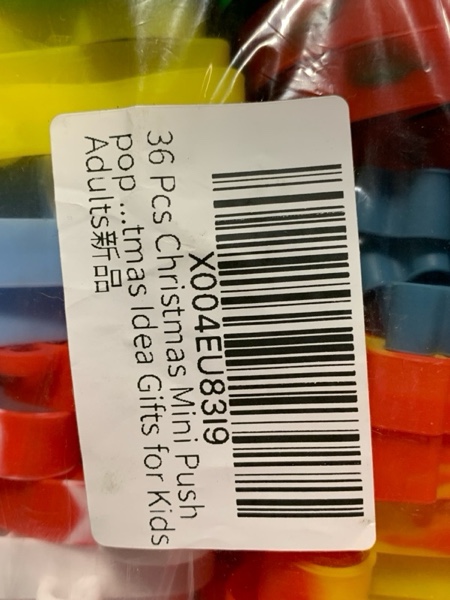 X004EU83I9
36 Pcs Christmas Mini Push
pop ...tmas Idea Gifts for Kids
Adults新品